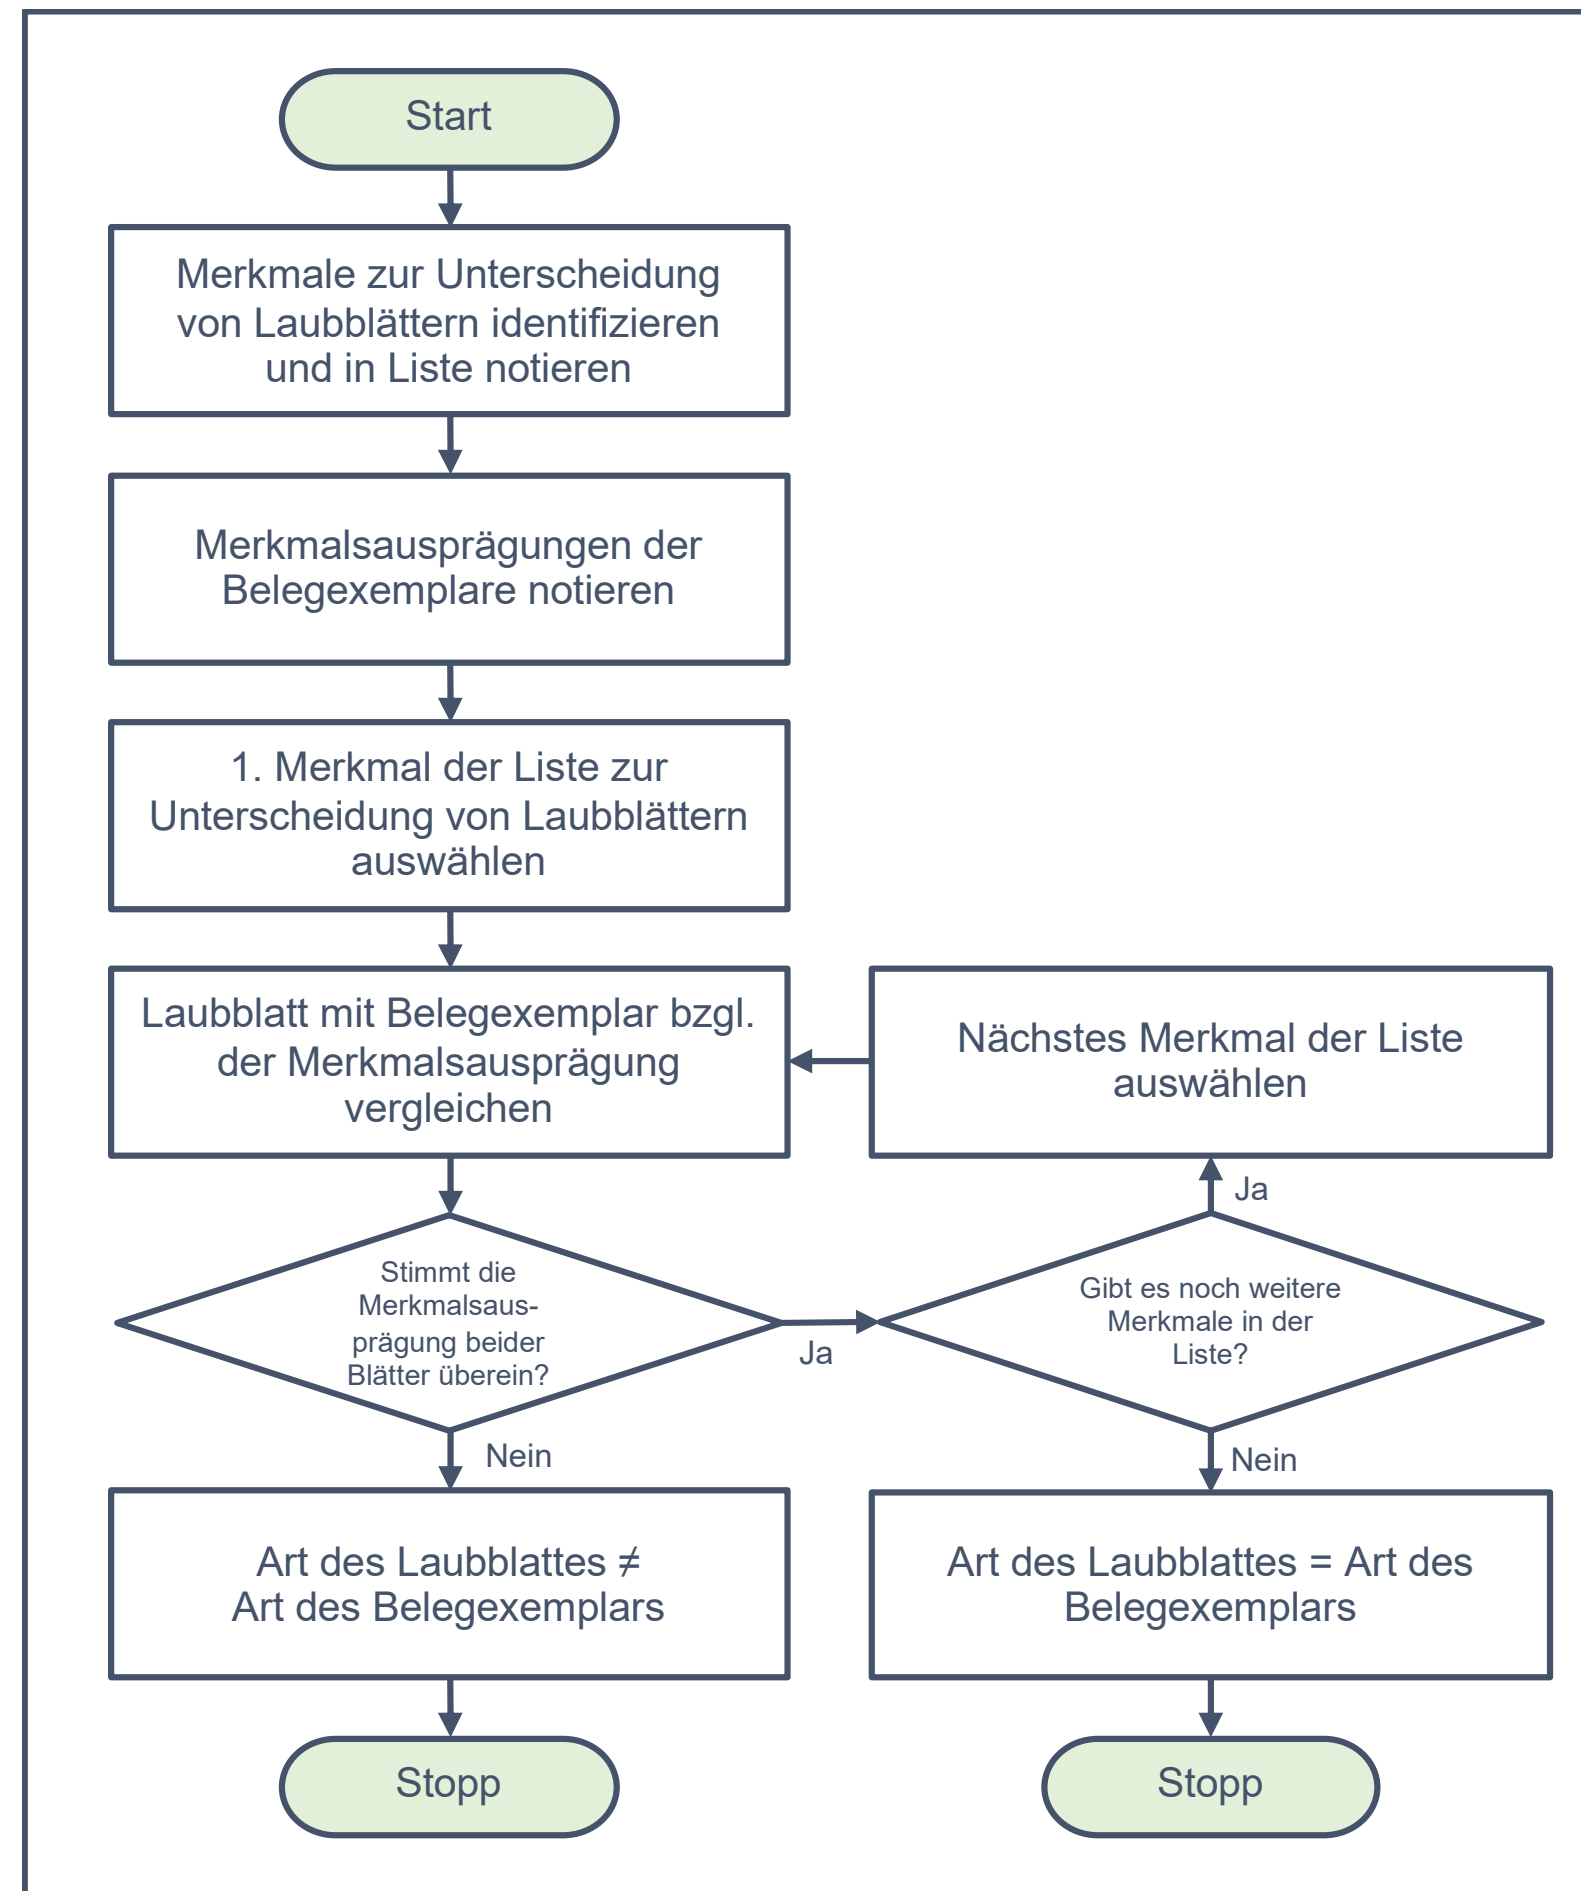 Start
Merkmale zur Unterscheidung
von Laubblättern identifizieren
und in Liste notieren
Merkmalsausprägungen der
Belegexemplare notieren
1. Merkmal der Liste zur
Unterscheidung von Laubblättern
auswählen
Laubblatt mit Belegexemplar bzgl.
der Merkmalsausprägung
vergleichen
Nächstes Merkmal der Liste
auswählen
Ja
Stimmt die
Merkmalsaus-
prägung beider
Blätter überein?
Ja
Gibt es noch weitere
Merkmale in der
Liste?
Nein
Nein
Art des Laubblattes ≠
Art des Belegexemplars
Art des Laubblattes = Art des
Belegexemplars
Stopp
Stopp